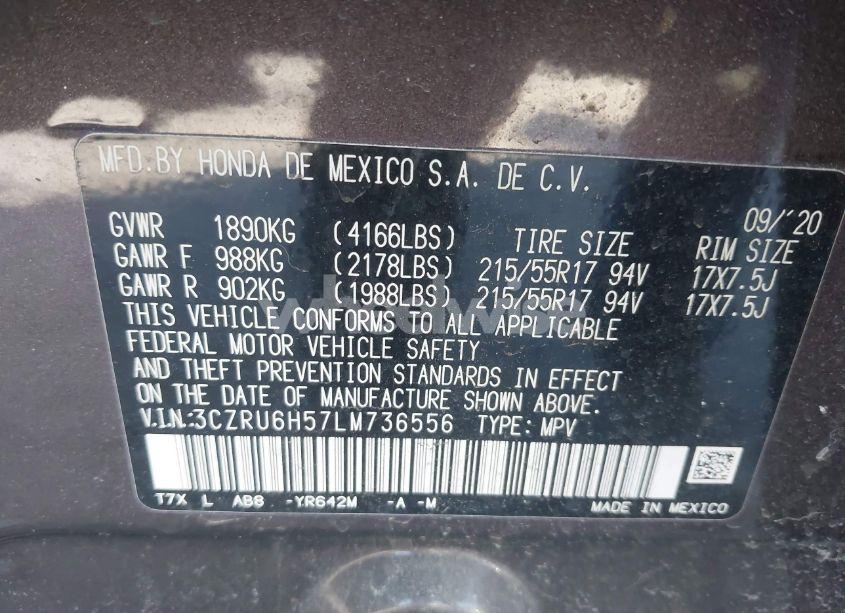 MFD. BY HONDA DE MEXICO S.A. DE C.V.
09/'20
GVWR 1890KG (4166LBS) TIRE SIZE RIM SIZE
GAWR F 988KG (2178LBS) 215/55R17 94V 17X7.5J
GAWR R 902KG (1988LBS) 215/55R17 94V 17X7.5J
THIS VEHICLE CONFORMS TO ALL APPLICABLE
FEDERAL MOTOR VEHICLE SAFETY
AND THEFT PREVENTION STANDARDS IN EFFECT
ON THE DATE OF MANUFACTURE SHOWN ABOVE.
V.I.N.:3CZRU6H57LM736556 TYPE: MPV
T7X L AB8 -YR642M -A -M
MADE IN MEXICO